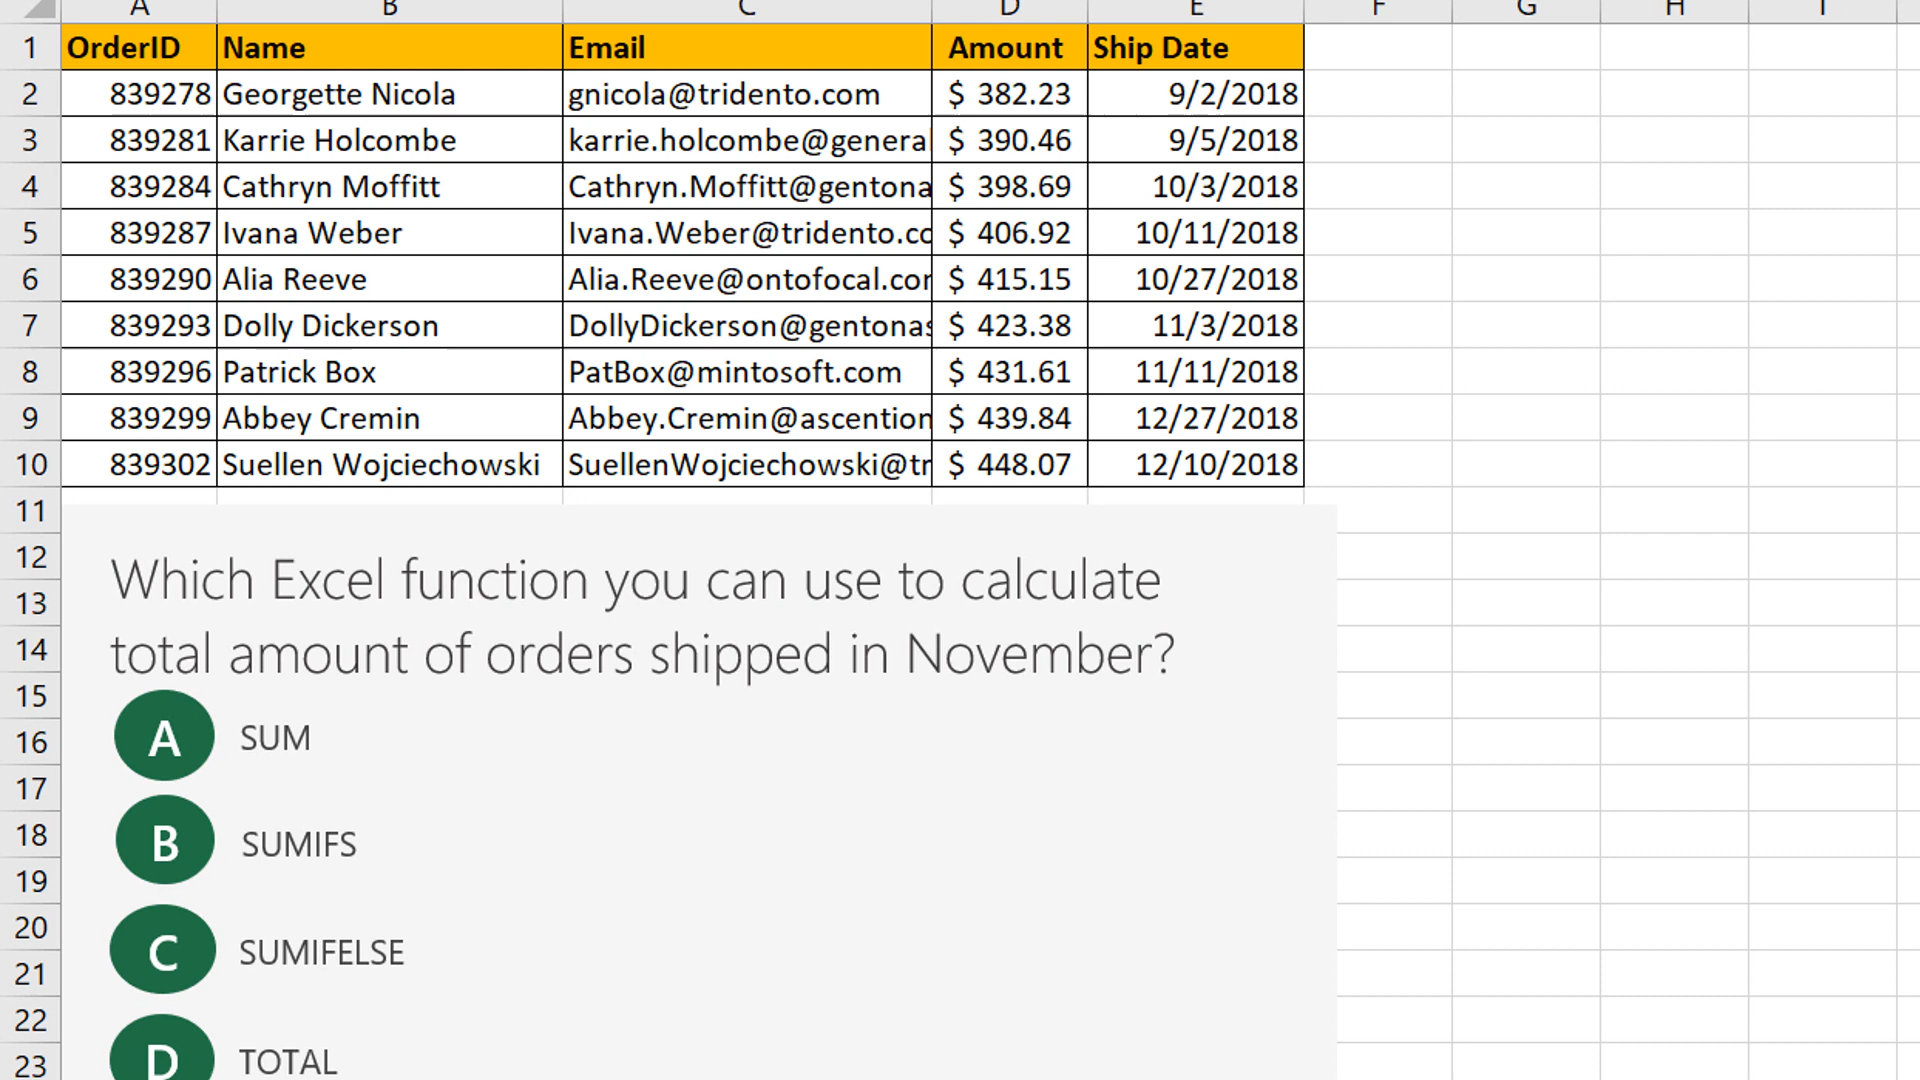 A B C D E F G H I
1 OrderID Name Email Amount Ship Date
2 839278 Georgette Nicola gnicola@tridento.com $ 382.23 9/2/2018
3 839281 Karrie Holcombe karrie.holcombe@general $ 390.46 9/5/2018
4 839284 Cathryn Moffitt Cathryn.Moffitt@gentona $ 398.69 10/3/2018
5 839287 Ivana Weber Ivana.Weber@tridento.co $ 406.92 10/11/2018
6 839290 Alia Reeve Alia.Reeve@ontofocal.com $ 415.15 10/27/2018
7 839293 Dolly Dickerson DollyDickerson@gentonas $ 423.38 11/3/2018
8 839296 Patrick Box PatBox@mintosoft.com $ 431.61 11/11/2018
9 839299 Abbey Cremin Abbey.Cremin@ascention $ 439.84 12/27/2018
10 839302 Suellen Wojciechowski SuellenWojciechowski@tr $ 448.07 12/10/2018
11
12
13
14
15
16
17
18
19
20
21
22
23
Which Excel function you can use to calculate
total amount of orders shipped in November?
A SUM
B SUMIFS
C SUMIFELSE
D TOTAL